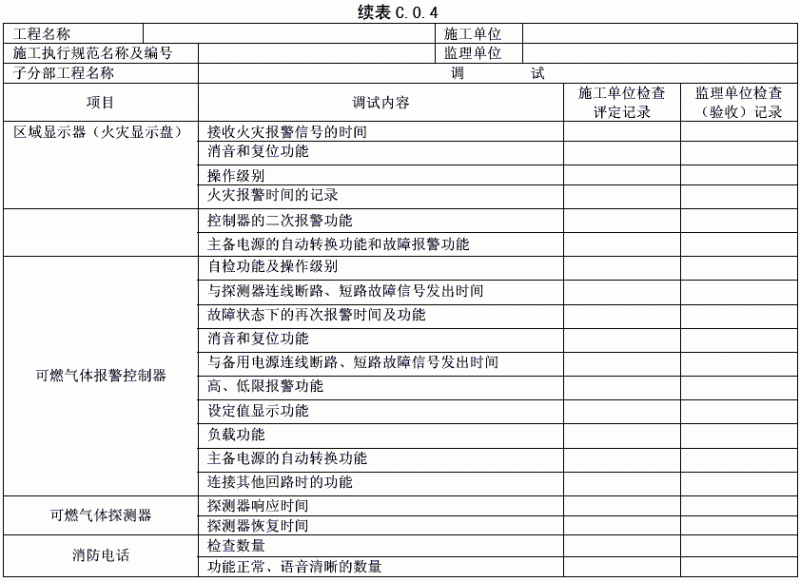 续表C.0.4
工程名称 施工单位
施工执行规范名称及编号 监理单位
子分部工程名称 调 试
项目 调试内容 施工单位检查评定记录 监理单位检查（验收）记录
区域显示器（火灾显示盘） 接收火灾报警信号的时间
消音和复位功能
操作级别
火灾报警时间的记录
控制器的二次报警功能
主备电源的自动转换功能和故障报警功能
可燃气体报警控制器 自检功能及操作级别
与探测器连线断路、短路故障信号发出时间
故障状态下的再次报警时间及功能
消音和复位功能
与备用电源连线断路、短路故障信号发出时间
高、低限报警功能
设定值显示功能
负载功能
主备电源的自动转换功能
连接其他回路时的功能
可燃气体探测器 探测器响应时间
探测器恢复时间
消防电话 检查数量
功能正常、语音清晰的数量